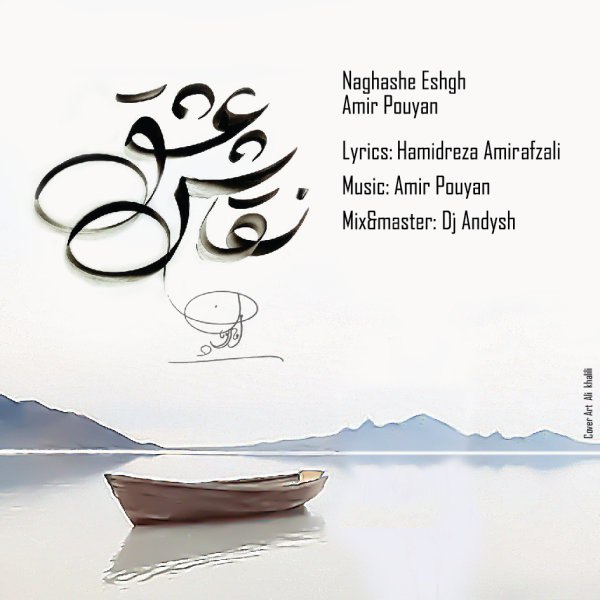 نقاش عشق
Naghashe Eshgh
Amir Pouyan
Lyrics: Hamidreza Amirafzali
Music: Amir Pouyan
Mix&master: Dj Andysh
Cover Art Ali khalili